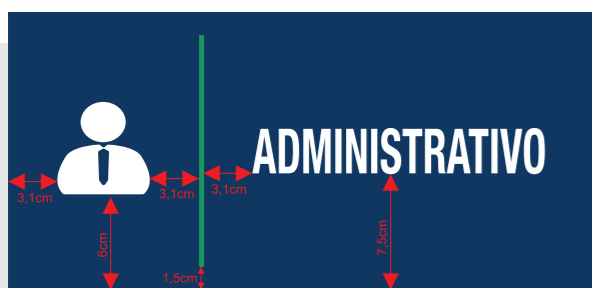 ADMINISTRATIVO
3,1cm
3,1cm
3,1cm
6cm
7,5cm
1,5cm